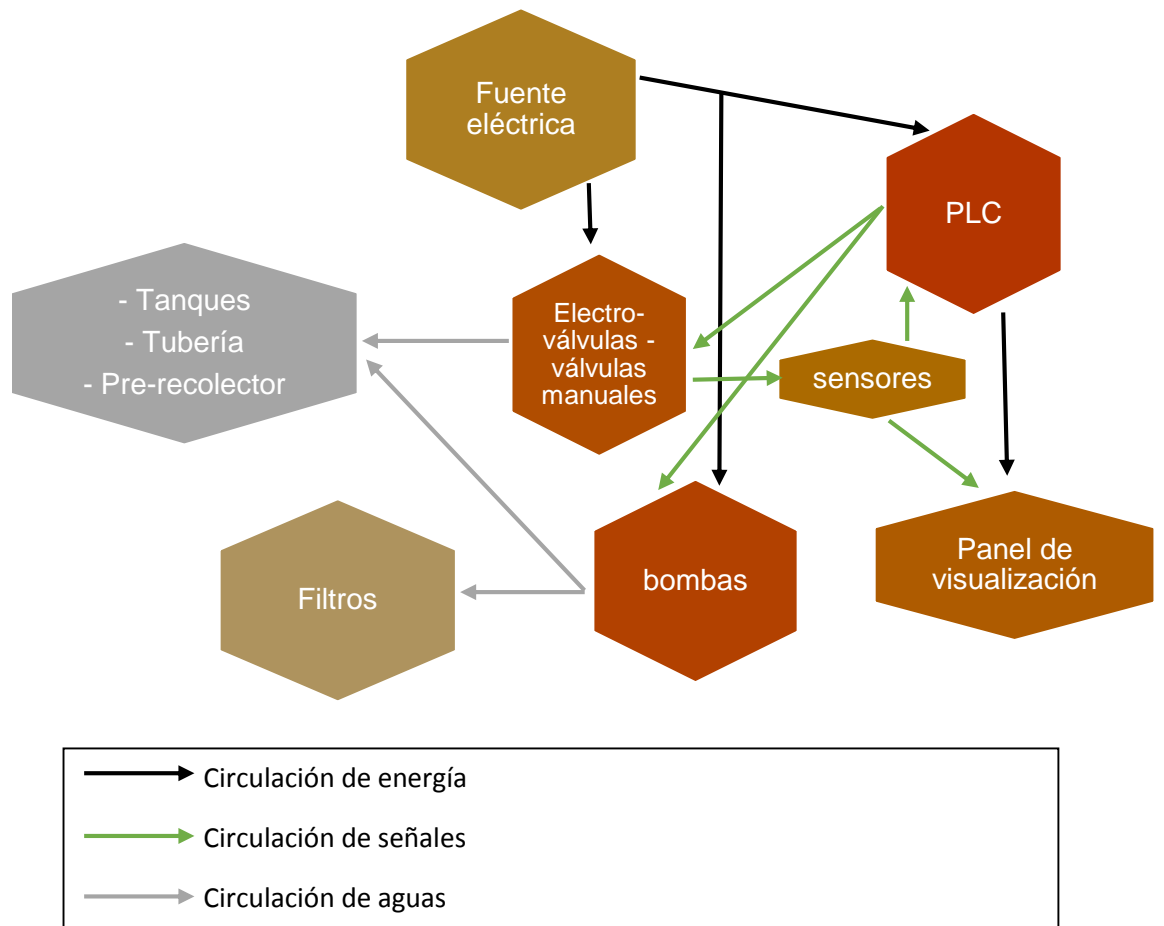 Fuente
eléctrica
PLC
- Tanques
- Tubería
- Pre-recolector
Electro-
válvulas -
válvulas
manuales
sensores
Filtros
bombas
Panel de
visualización
Circulación de energía
Circulación de señales
Circulación de aguas